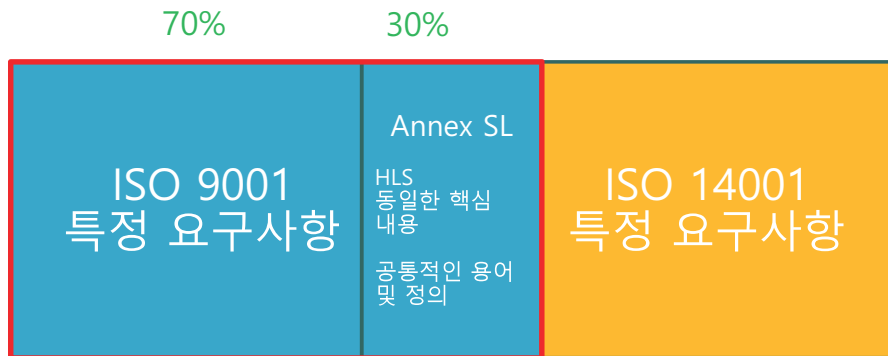 70%
30%
ISO 9001
특정 요구사항
Annex SL
HLS
동일한 핵심
내용
공통적인 용어
및 정의
ISO 14001
특정 요구사항